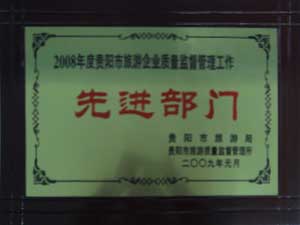 2008年度贵阳市旅游企业质量监督管理工作
先进部门
贵阳市旅游局
贵阳市旅游质量监督管理所
二〇〇九年元月